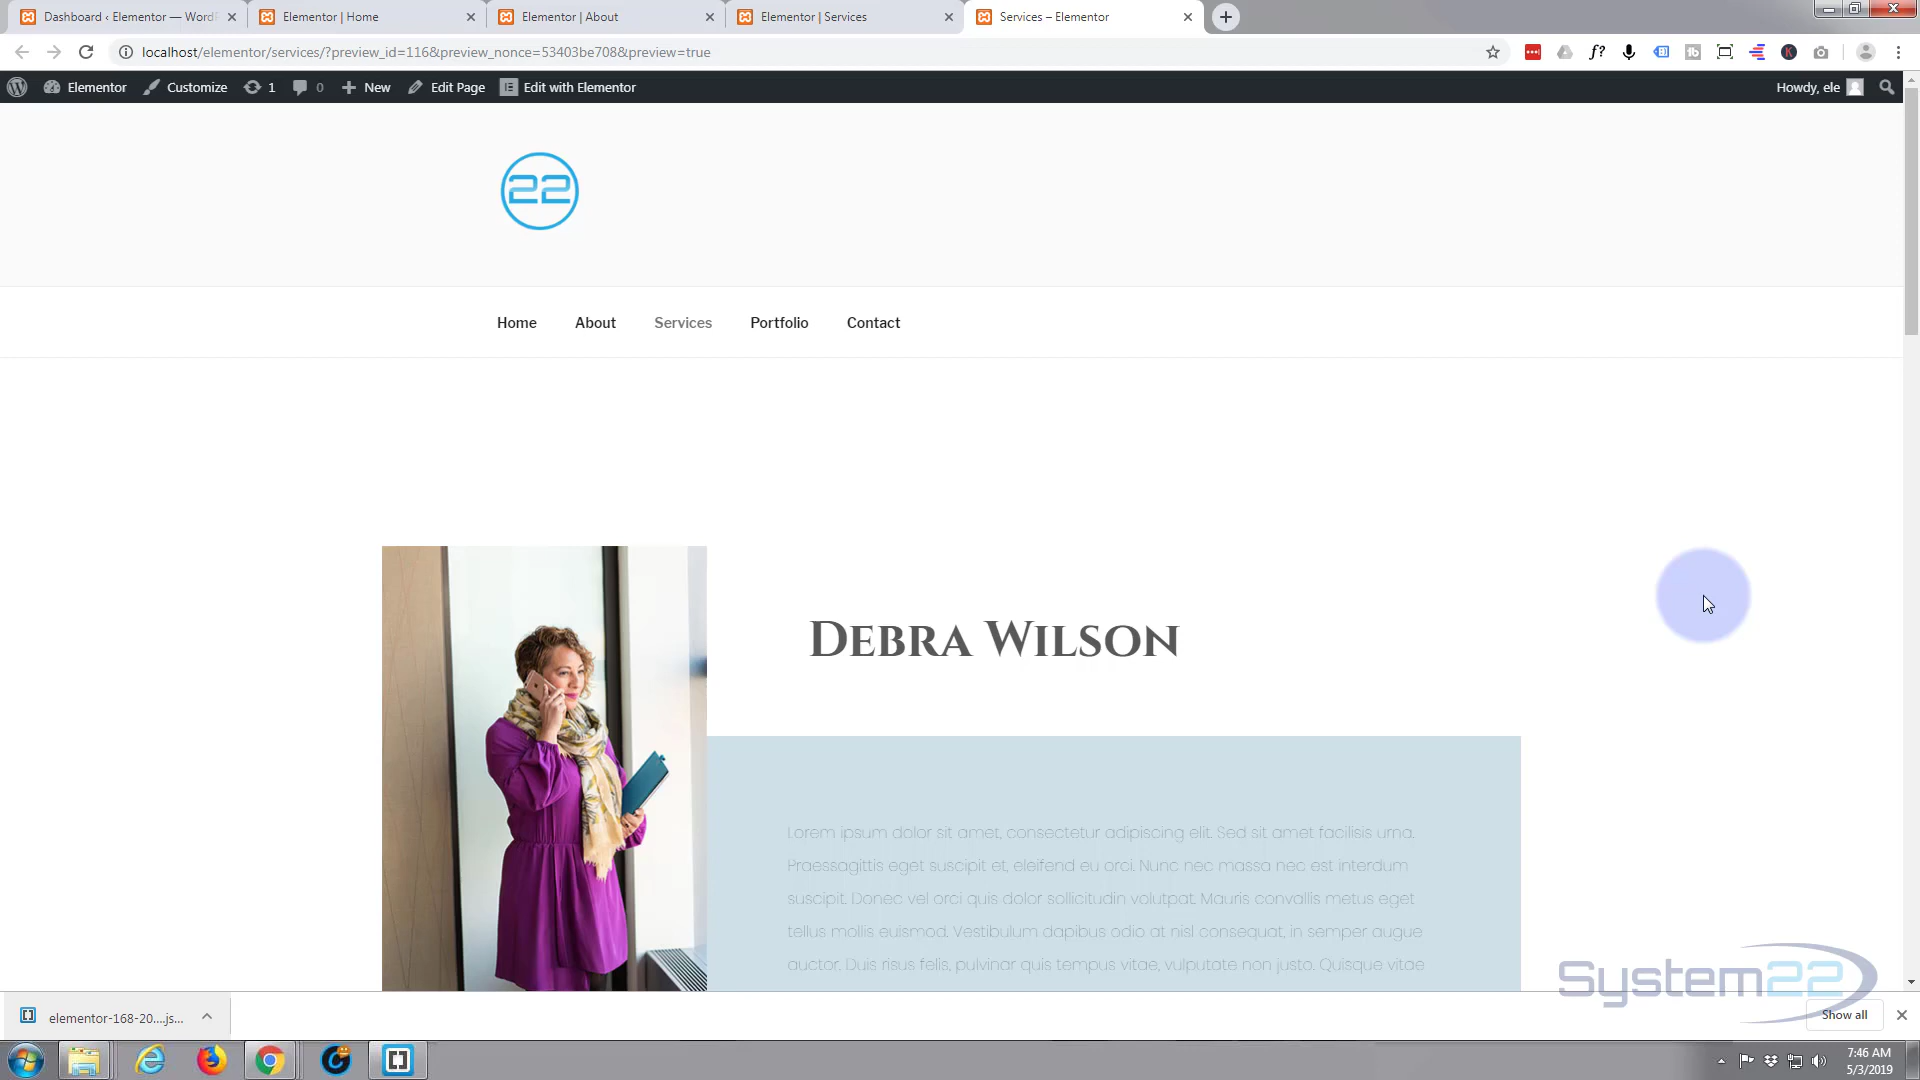 Dashboard ‹ Elementor — WordP
Elementor | Home
Elementor | About
Elementor | Services
Services – Elementor
localhost/elementor/services/?preview_id=116&preview_nonce=53403be708&preview=true
Elementor
Customize
1
0
New
Edit Page
Edit with Elementor
Howdy, ele
22
Home
About
Services
Portfolio
Contact
Debra Wilson
Lorem ipsum dolor sit amet, consectetur adipiscing elit. Sed sit amet facilisis urna.
Praessagittis eget suscipit et, eleifend eu orci. Nunc nec massa nec est interdum
suscipit. Donec vel orci quis dolor sollicitudin volutpat. Mauris convallis metus eget
tellus mollis euismod. Vestibulum dapibus odio at nisl consequat, in semper augue
auctor. Duis risus felis, pulvinar quis tempus vitae, vulputate non justo. Quisque vitae
System22
elementor-168-20....js...
Show all
7:46 AM
5/3/2019